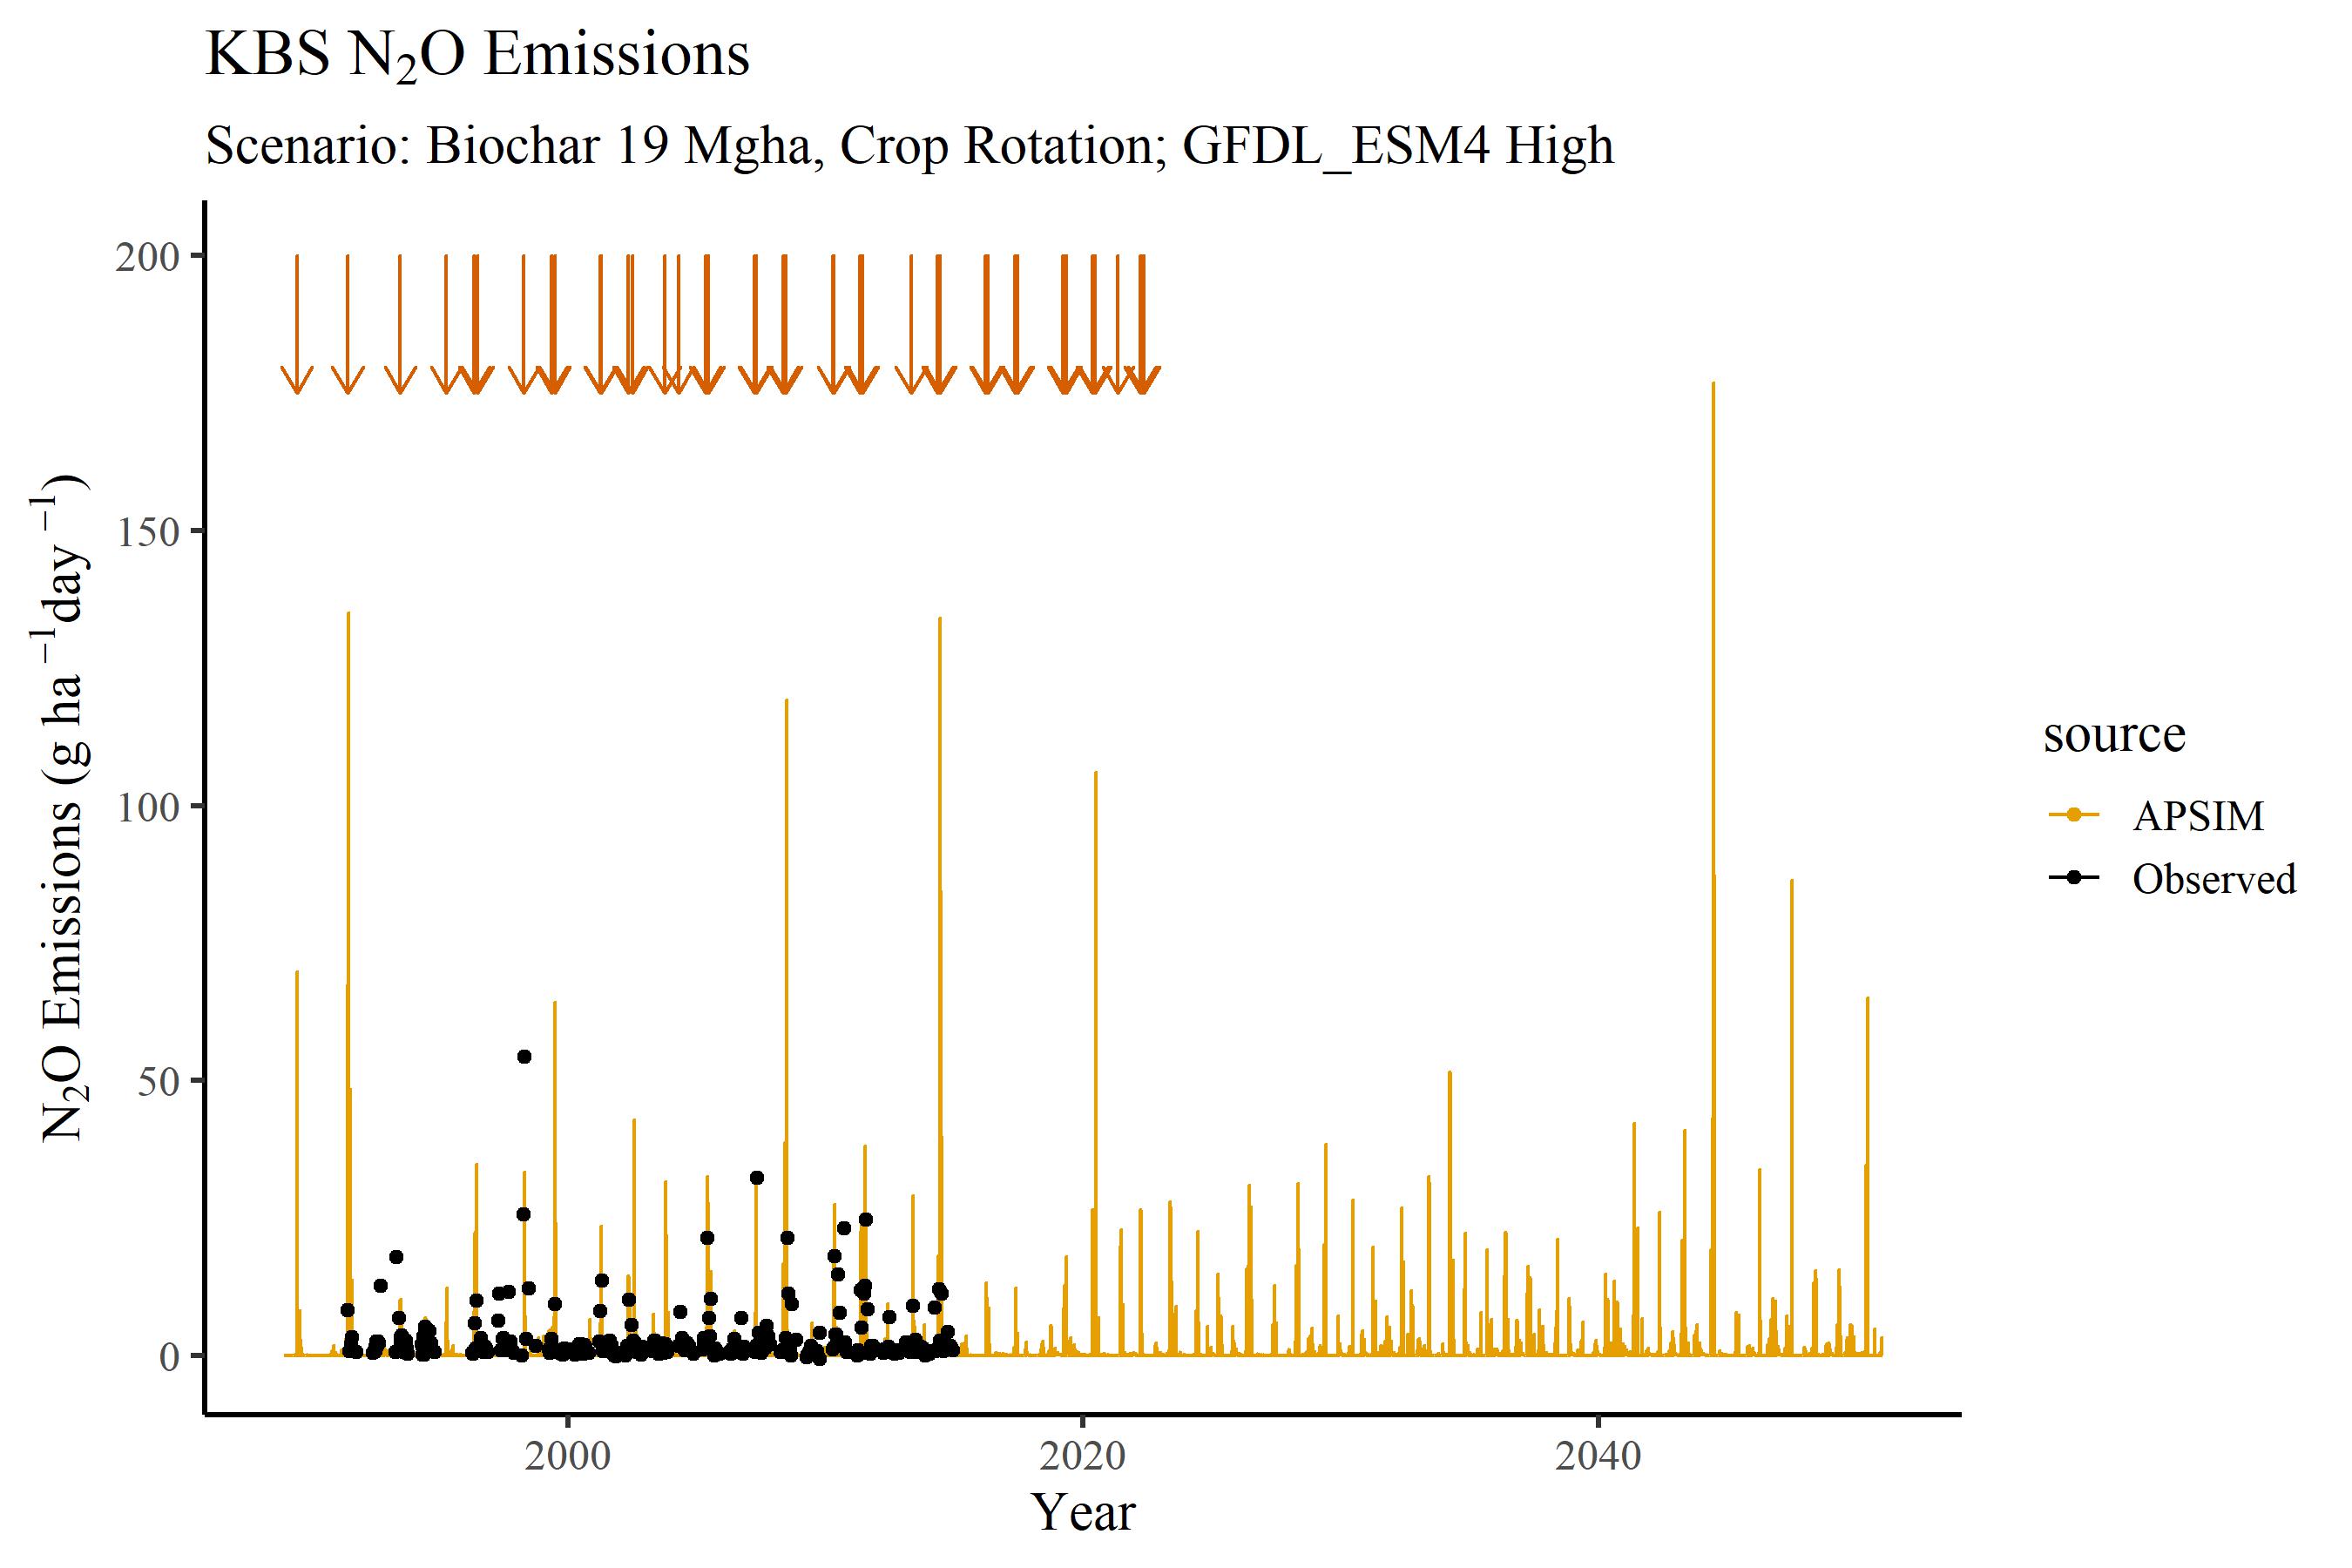 KBS N₂O Emissions
Scenario: Biochar 19 Mgha, Crop Rotation; GFDL_ESM4 High
N₂O Emissions (g ha ⁻¹day ⁻¹)
200
150
100
50
0
2000
2020
2040
Year
source
APSIM
Observed